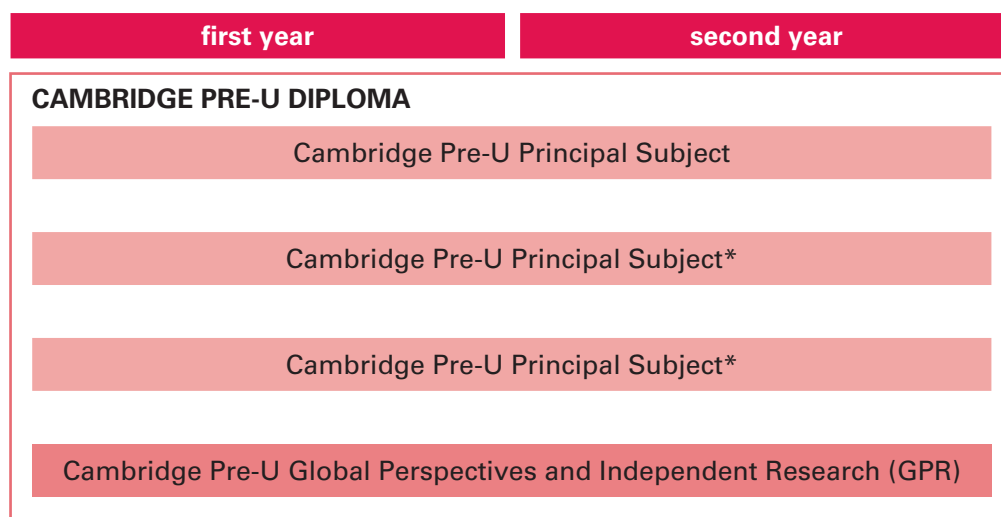 first year
second year
CAMBRIDGE PRE-U DIPLOMA
Cambridge Pre-U Principal Subject
Cambridge Pre-U Principal Subject*
Cambridge Pre-U Principal Subject*
Cambridge Pre-U Global Perspectives and Independent Research (GPR)